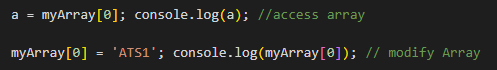 a = myArray[0]; console.log(a); //access array
myArray[0] = 'ATS1'; console.log(myArray[0]); // modify Array